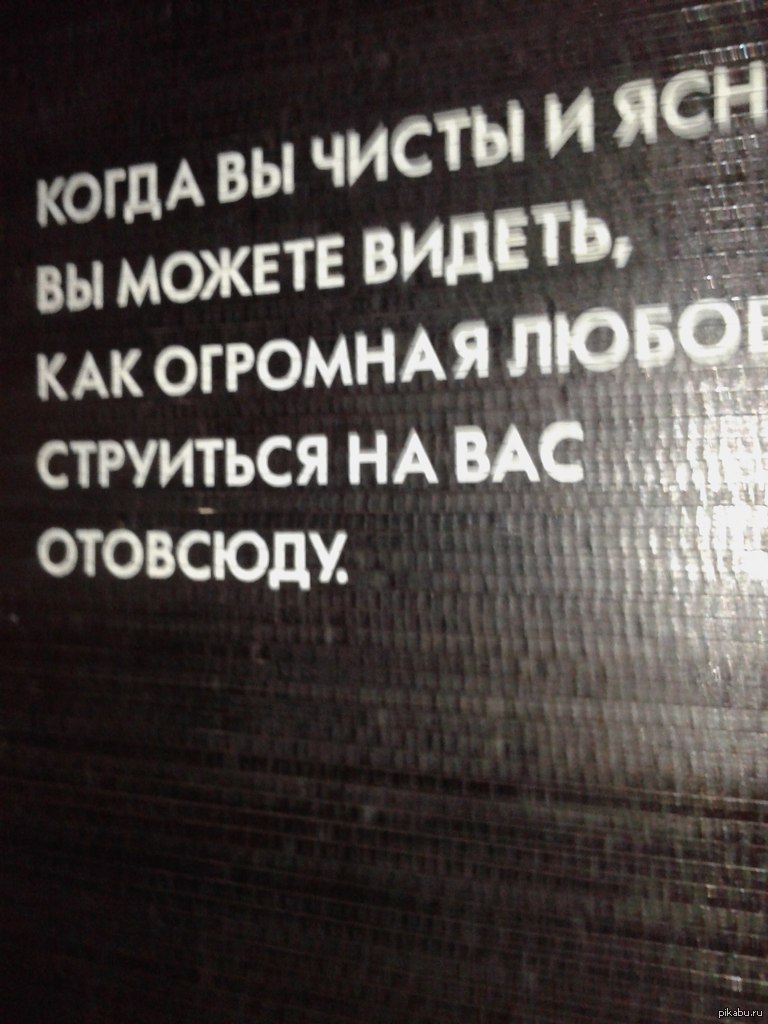 КОГДА ВЫ ЧИСТЫ И ЯСН
ВЫ МОЖЕТЕ ВИДЕТЬ,
КАК ОГРОМНАЯ ЛЮБОВ
СТРУИТЬСЯ НА ВАС
ОТОВСЮДУ.
pikabu.ru